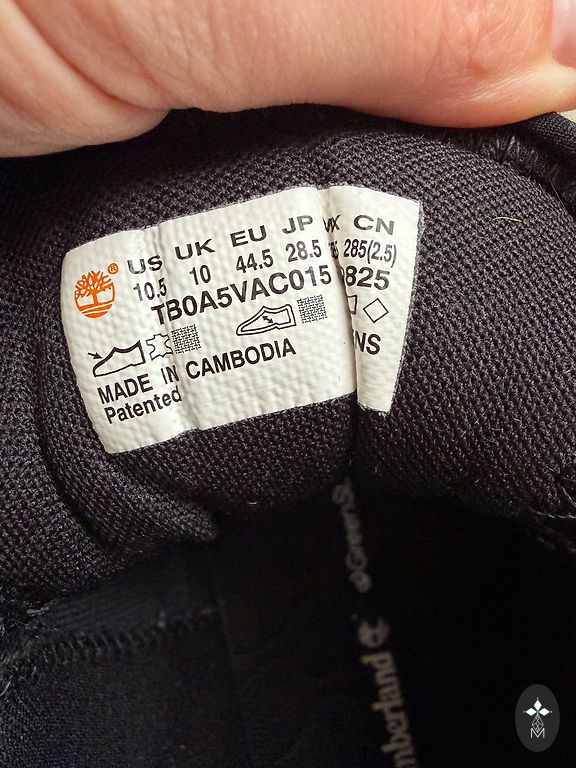 US UK EU JP CN
10.5 10 44.5 28.5 285(2.5)
TB0A5VAC015
MADE IN CAMBODIA
Patented
®
M